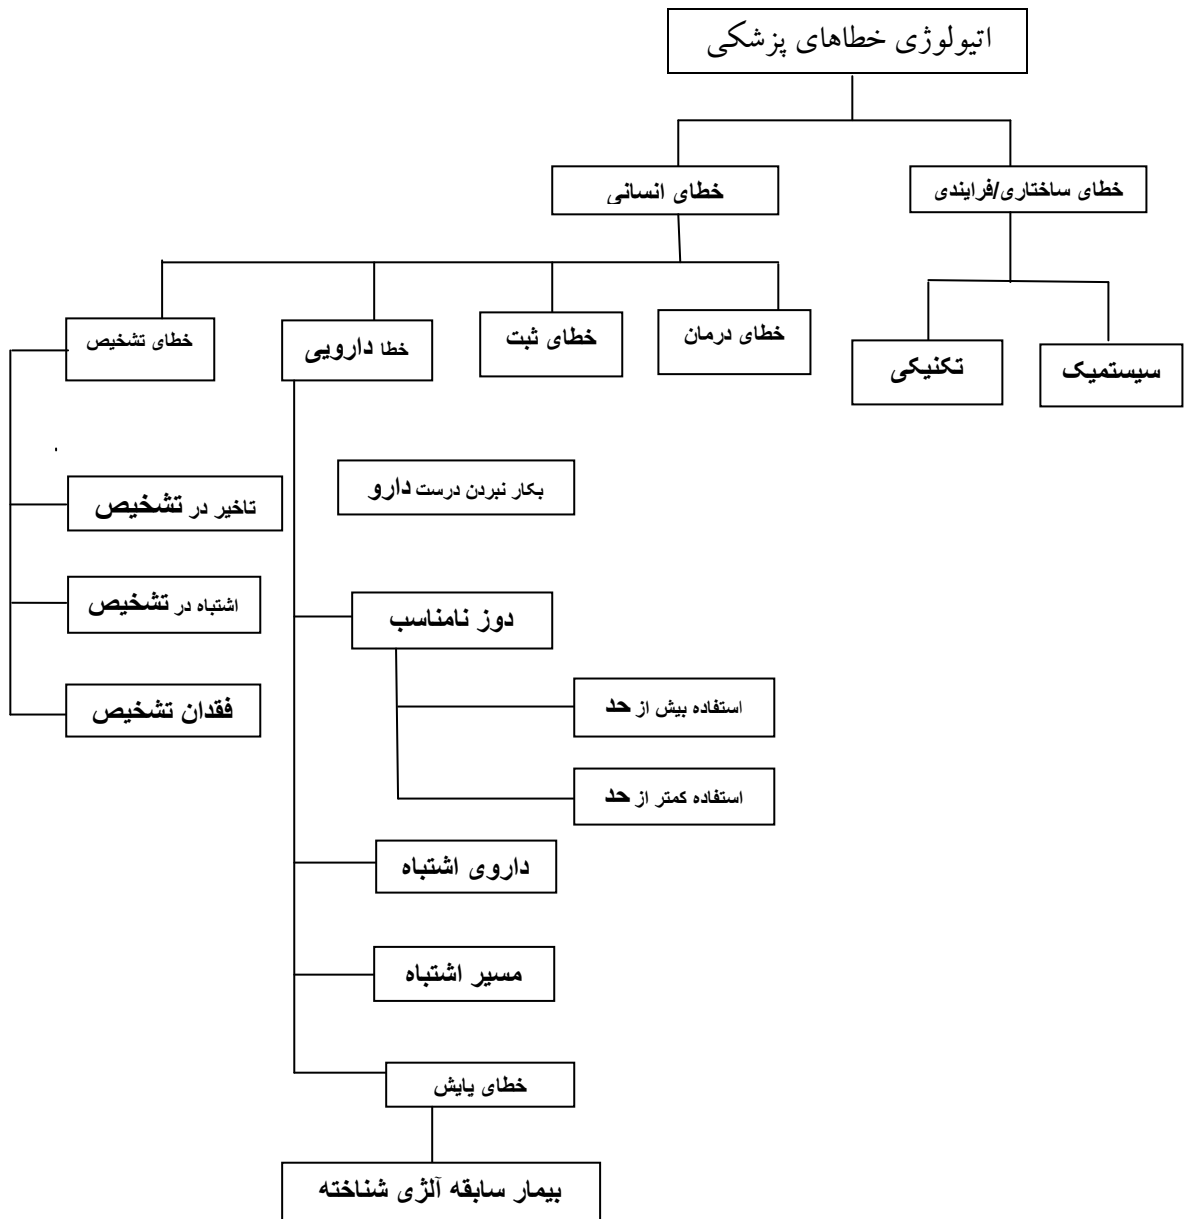 اتیولوژی خطاهای پزشکی
خطای ساختاری/فرایندی
خطای انسانی
سیستمیک
تکنیکی
خطای درمان
خطای ثبت
خطا دارویی
خطای تشخیص
بکار نبردن درست دارو
تاخیر در تشخیص
اشتباه در تشخیص
دوز نامناسب
فقدان تشخیص
استفاده بیش از حد
استفاده کمتر از حد
داروی اشتباه
مسیر اشتباه
خطای پایش
بیمار سابقه آلژی شناخته